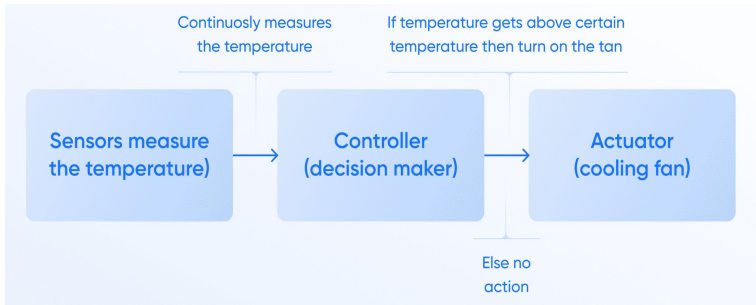 Continuosly measures
the temperature
If temperature gets above certain
temperature then turn on the tan
Sensors measure
the temperature)
Controller
(decision maker)
Actuator
(cooling fan)
Else no
action